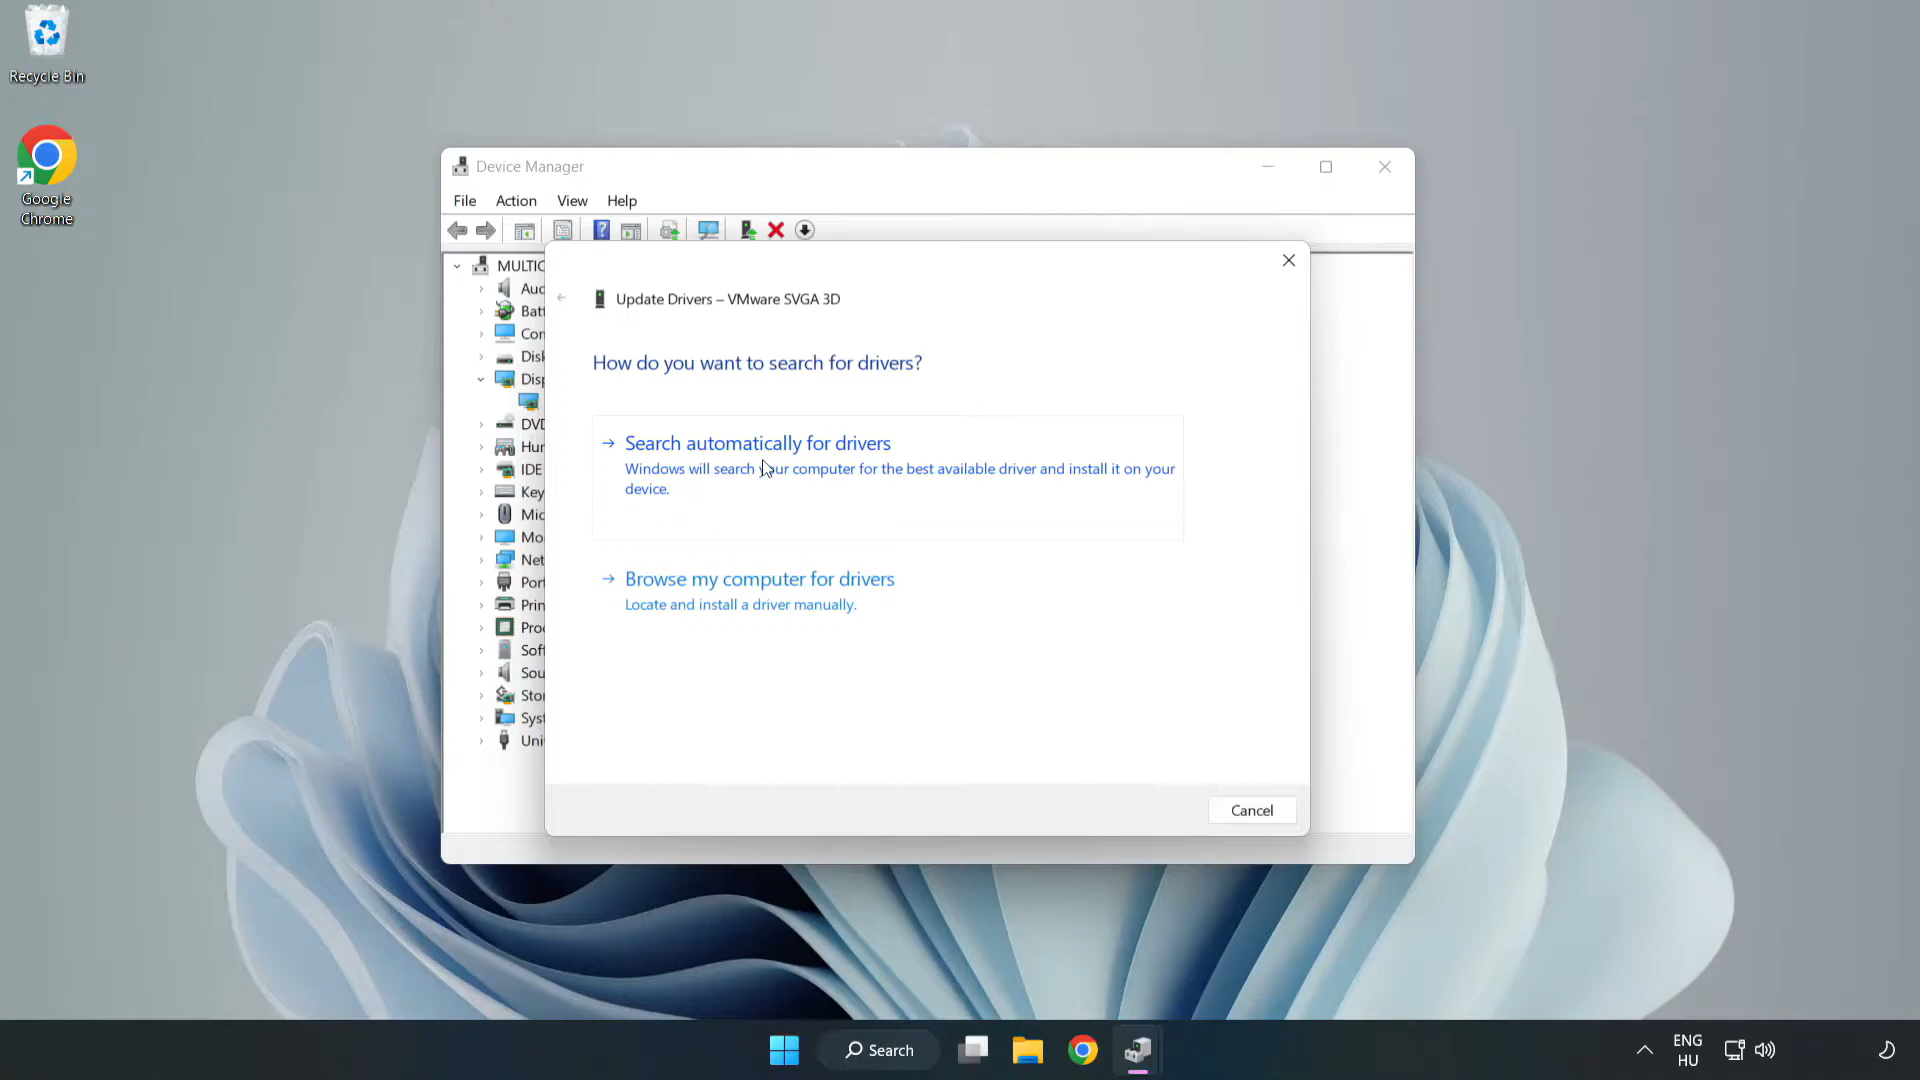 Recycle Bin
Google
Chrome
Device Manager
File Action View Help
MULTIC
Aud
Batt
Com
Disk
Disp
DVD
Hum
IDE
Key
Mic
Mo
Net
Port
Prin
Proc
Soft
Sou
Stor
Syst
Uni
Update Drivers – VMware SVGA 3D
How do you want to search for drivers?
Search automatically for drivers
Windows will search your computer for the best available driver and install it on your
device.
Browse my computer for drivers
Locate and install a driver manually.
Cancel
Search
ENG
HU